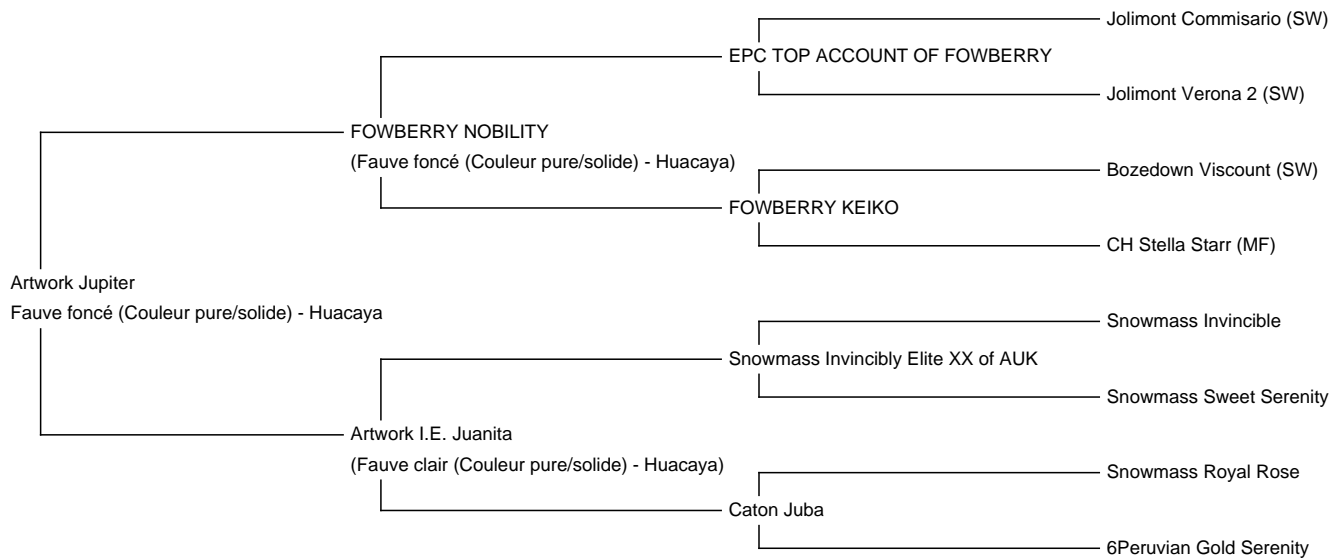 Jolimont Commisario (SW)
EPC TOP ACCOUNT OF FOWBERRY
Jolimont Verona 2 (SW)
FOWBERRY NOBILITY
(Fauve foncé (Couleur pure/solide) - Huacaya)
Bozedown Viscount (SW)
FOWBERRY KEIKO
CH Stella Starr (MF)
Artwork Jupiter
Fauve foncé (Couleur pure/solide) - Huacaya
Snowmass Invincible
Snowmass Invincibly Elite XX of AUK
Snowmass Sweet Serenity
Artwork I.E. Juanita
(Fauve clair (Couleur pure/solide) - Huacaya)
Snowmass Royal Rose
Caton Juba
6Peruvian Gold Serenity